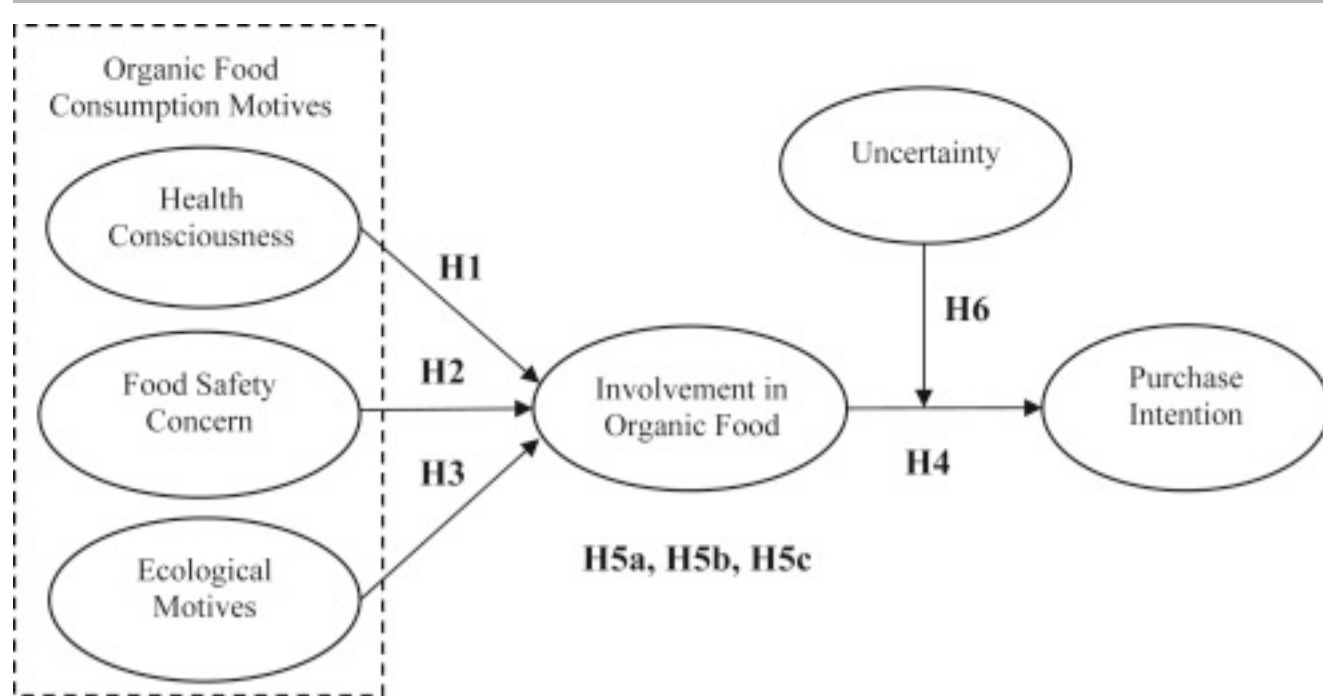 Organic Food
Consumption Motives
Health
Consciousness
Food Safety
Concern
Ecological
Motives
H1
H2
H3
Involvement in
Organic Food
H5a, H5b, H5c
Uncertainty
H6
H4
Purchase
Intention